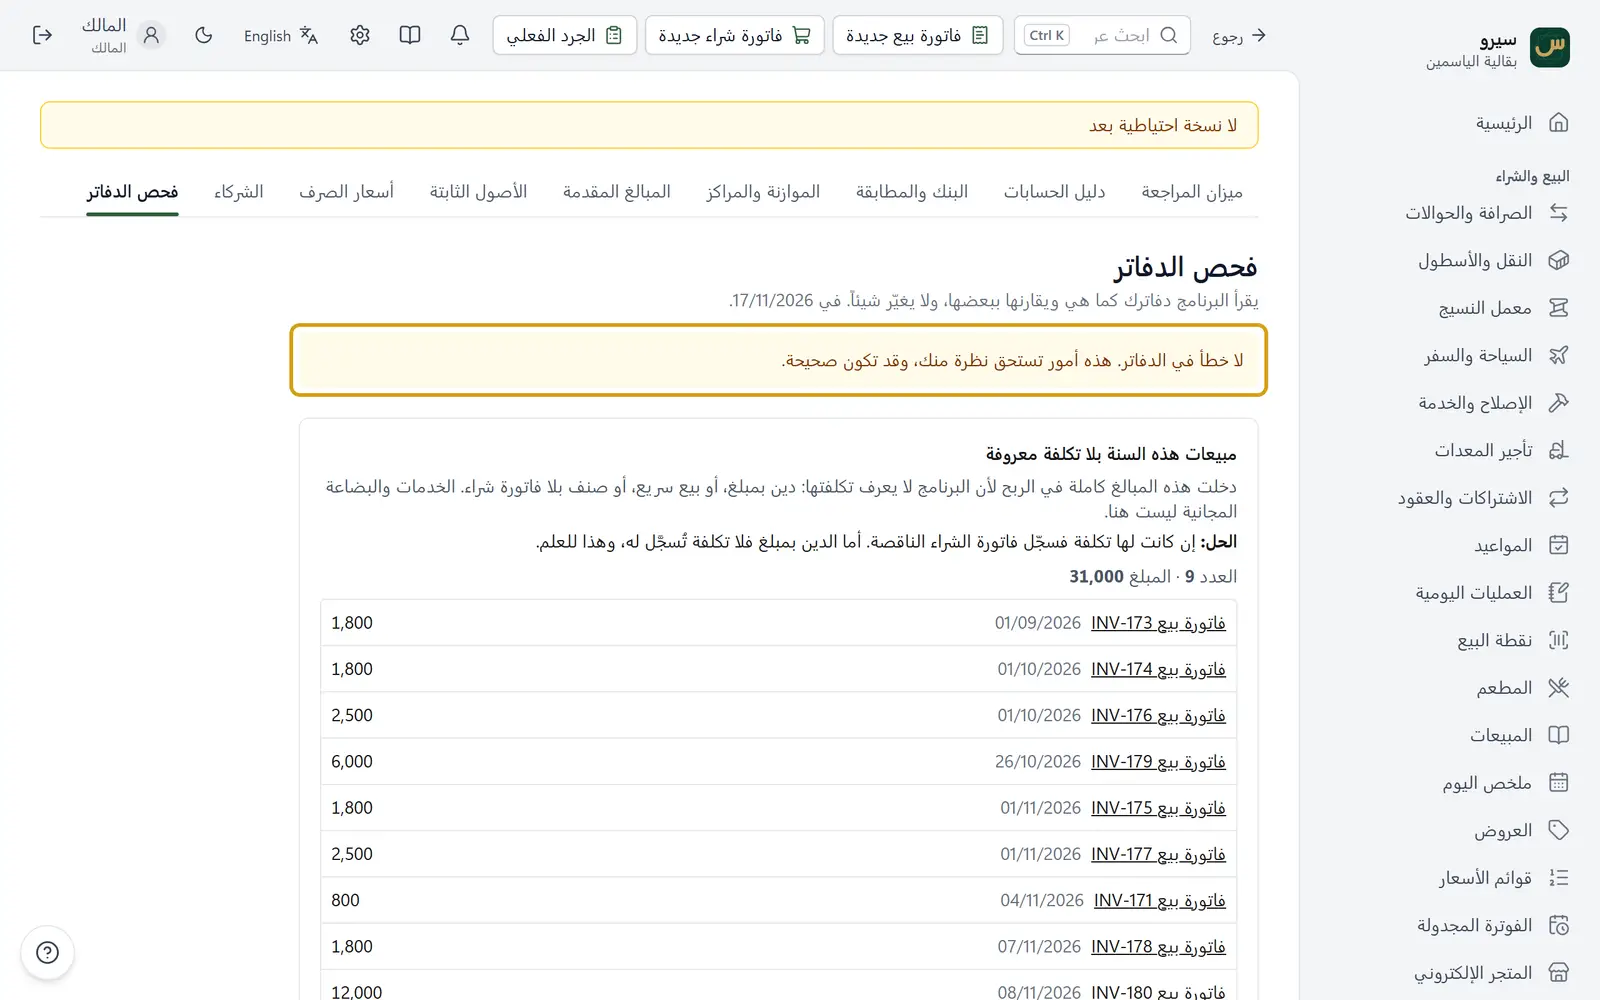 سيرو
بقالية الياسمين
رجوع
ابحث عر
Ctrl K
فاتورة بيع جديدة
فاتورة شراء جديدة
الجرد الفعلي
English
المالك
المالك
الرئيسية
البيع والشراء
الصرافة والحوالات
النقل والأسطول
معمل النسيج
السياحة والسفر
الإصلاح والخدمة
تأجير المعدات
الاشتراكات والعقود
المواعيد
العمليات اليومية
نقطة البيع
المطعم
المبيعات
ملخص اليوم
العروض
قوائم الأسعار
الفوترة المجدولة
المتجر الإلكتروني
لا نسخة احتياطية بعد
ميزان المراجعة
دليل الحسابات
البنك والمطابقة
الموازنة والمراكز
المبالغ المقدمة
الأصول الثابتة
أسعار الصرف
الشركاء
فحص الدفاتر
فحص الدفاتر
يقرأ البرنامج دفاترك كما هي ويقارنها ببعضها، ولا يغيّر شيئاً. في 17/11/2026.
لا خطأ في الدفاتر. هذه أمور تستحق نظرة منك، وقد تكون صحيحة.
مبيعات هذه السنة بلا تكلفة معروفة
دخلت هذه المبالغ كاملة في الربح لأن البرنامج لا يعرف تكلفتها: دين بمبلغ، أو بيع سريع، أو صنف بلا فاتورة شراء. الخدمات والبضاعة
المجانية ليست هنا.
الحل: إن كانت لها تكلفة فسجّل فاتورة الشراء الناقصة. أما الدين بمبلغ فلا تكلفة تُسجَّل له، وهذا للعلم.
العدد 9 · المبلغ 31,000
فاتورة بيع INV-173 01/09/2026 1,800
فاتورة بيع INV-174 01/10/2026 1,800
فاتورة بيع INV-176 01/10/2026 2,500
فاتورة بيع INV-179 26/10/2026 6,000
فاتورة بيع INV-175 01/11/2026 1,800
فاتورة بيع INV-177 01/11/2026 2,500
فاتورة بيع INV-171 04/11/2026 800
فاتورة بيع INV-178 07/11/2026 1,800
فاتورة بيع INV-180 08/11/2026 12,000